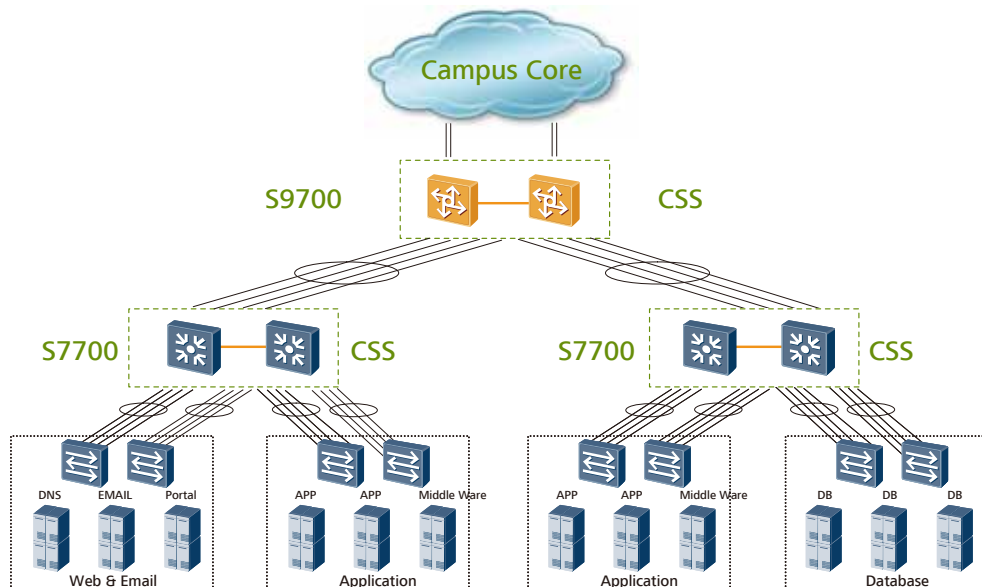 Campus Core
S9700
CSS
S7700
CSS
S7700
CSS
DNS
EMAIL
Portal
APP
APP
Middle Ware
APP
APP
Middle Ware
DB
DB
DB
Web & Email
Application
Application
Database